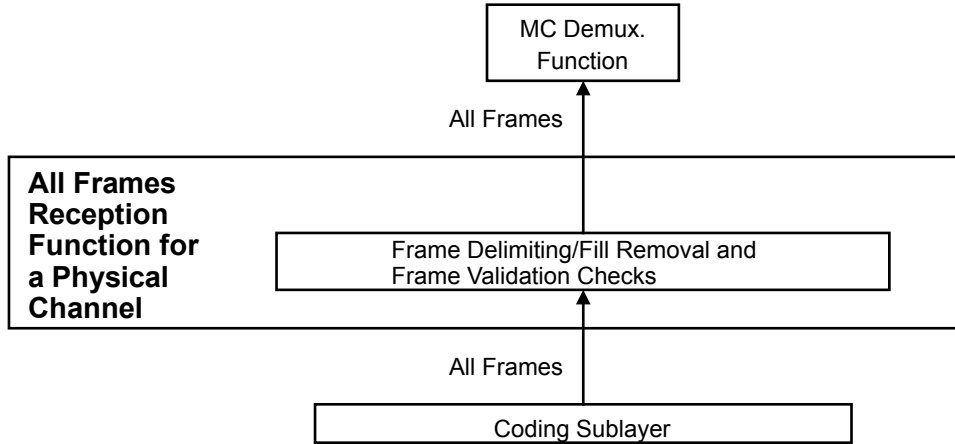 MC Demux.
Function
All Frames
All Frames
Reception
Function for
a Physical
Channel
Frame Delimiting/Fill Removal and
Frame Validation Checks
All Frames
Coding Sublayer